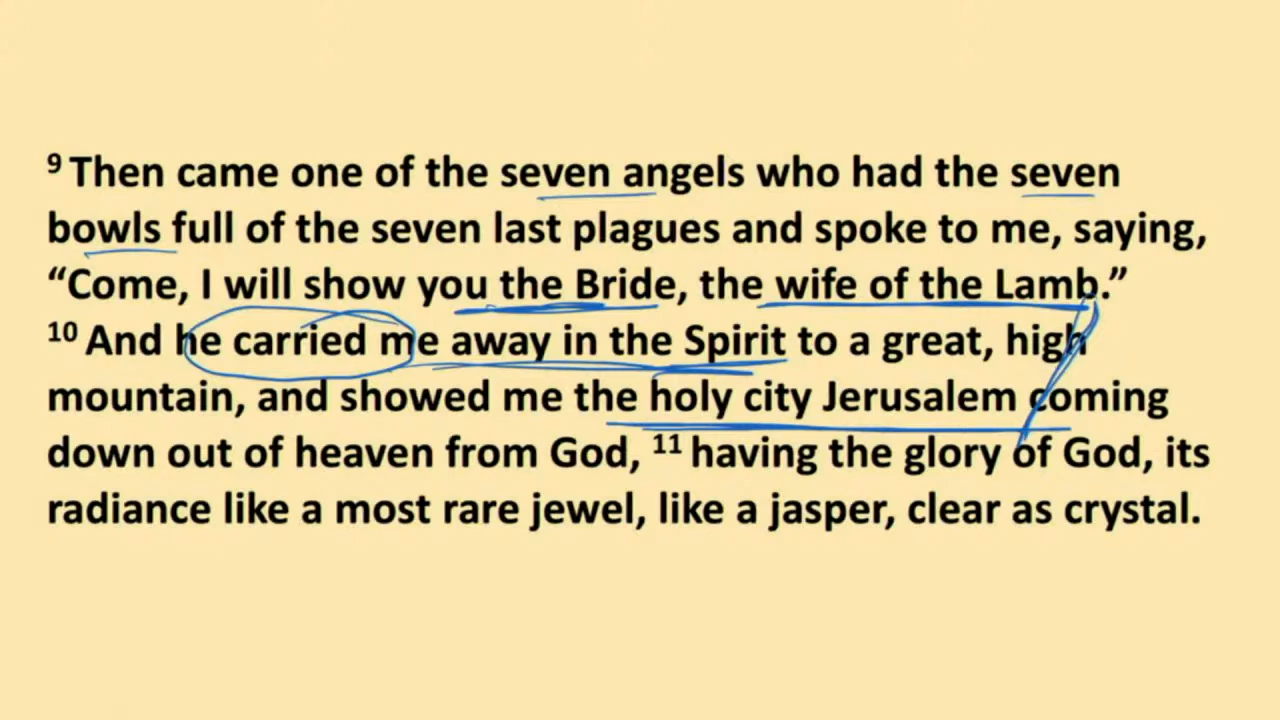 9 Then came one of the seven angels who had the seven
bowls full of the seven last plagues and spoke to me, saying,
“Come, I will show you the Bride, the wife of the Lamb.”
10 And he carried me away in the Spirit to a great, high
mountain, and showed me the holy city Jerusalem coming
down out of heaven from God, 11 having the glory of God, its
radiance like a most rare jewel, like a jasper, clear as crystal.